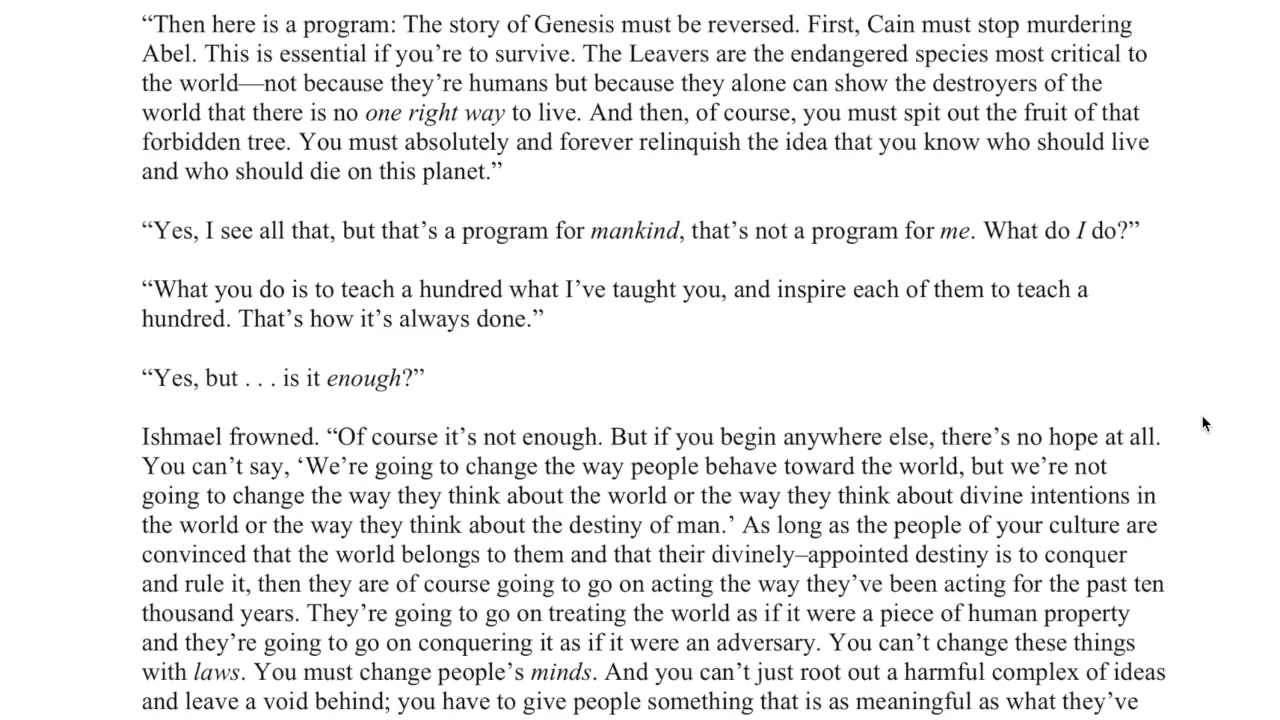 “Then here is a program: The story of Genesis must be reversed. First, Cain must stop murdering
Abel. This is essential if you’re to survive. The Leavers are the endangered species most critical to
the world—not because they’re humans but because they alone can show the destroyers of the
world that there is no one right way to live. And then, of course, you must spit out the fruit of that
forbidden tree. You must absolutely and forever relinquish the idea that you know who should live
and who should die on this planet.”
“Yes, I see all that, but that’s a program for mankind, that’s not a program for me. What do I do?”
“What you do is to teach a hundred what I’ve taught you, and inspire each of them to teach a
hundred. That’s how it’s always done.”
“Yes, but . . . is it enough?”
Ishmael frowned. “Of course it’s not enough. But if you begin anywhere else, there’s no hope at all.
You can’t say, ‘We’re going to change the way people behave toward the world, but we’re not
going to change the way they think about the world or the way they think about divine intentions in
the world or the way they think about the destiny of man.’ As long as the people of your culture are
convinced that the world belongs to them and that their divinely–appointed destiny is to conquer
and rule it, then they are of course going to go on acting the way they’ve been acting for the past ten
thousand years. They’re going to go on treating the world as if it were a piece of human property
and they’re going to go on conquering it as if it were an adversary. You can’t change these things
with laws. You must change people’s minds. And you can’t just root out a harmful complex of ideas
and leave a void behind; you have to give people something that is as meaningful as what they’ve